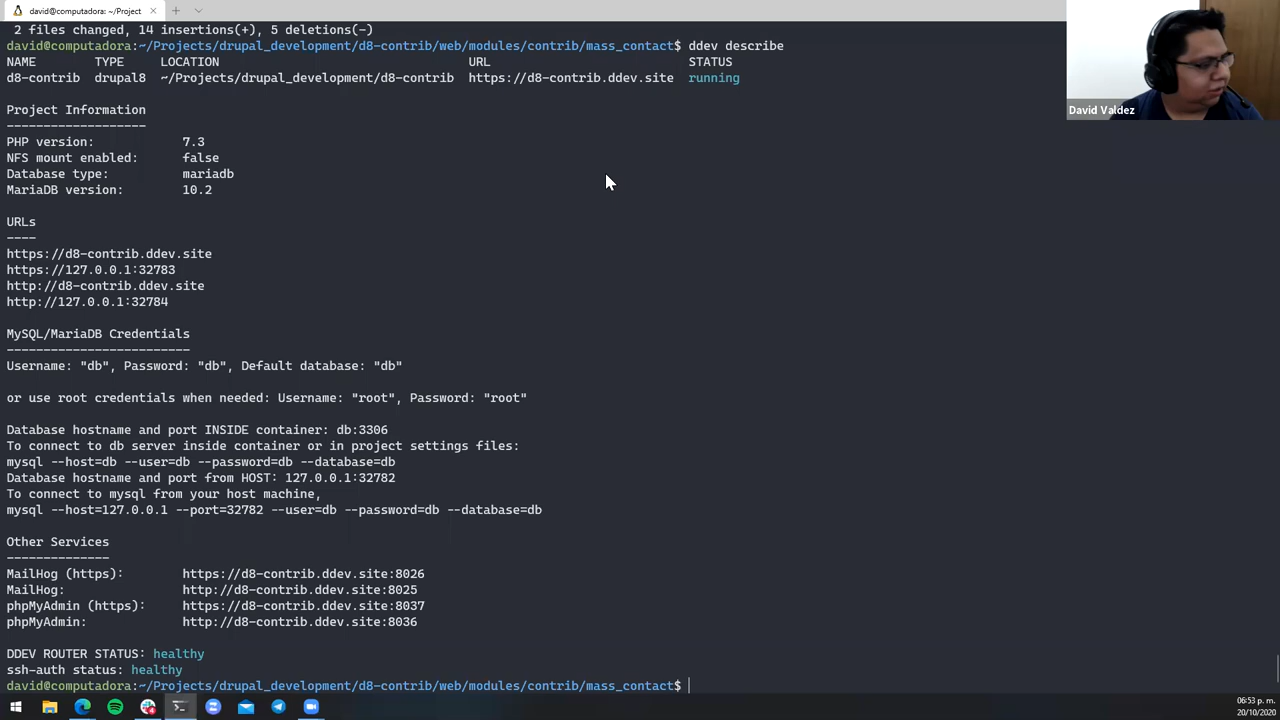 david@computadora: ~/Project
2 files changed, 14 insertions(+), 5 deletions(-)
david@computadora:~/Projects/drupal_development/d8-contrib/web/modules/contrib/mass_contact$ ddev describe
NAME TYPE LOCATION URL STATUS
d8-contrib drupal8 ~/Projects/drupal_development/d8-contrib https://d8-contrib.ddev.site running
David Valdez
Project Information
-------------------
PHP version: 7.3
NFS mount enabled: false
Database type: mariadb
MariaDB version: 10.2
URLs
----
https://d8-contrib.ddev.site
https://127.0.0.1:32783
http://d8-contrib.ddev.site
http://127.0.0.1:32784
MySQL/MariaDB Credentials
-------------------------
Username: "db", Password: "db", Default database: "db"
or use root credentials when needed: Username: "root", Password: "root"
Database hostname and port INSIDE container: db:3306
To connect to db server inside container or in project settings files:
mysql --host=db --user=db --password=db --database=db
Database hostname and port from HOST: 127.0.0.1:32782
To connect to mysql from your host machine,
mysql --host=127.0.0.1 --port=32782 --user=db --password=db --database=db
Other Services
--------------
MailHog (https): https://d8-contrib.ddev.site:8026
MailHog: http://d8-contrib.ddev.site:8025
phpMyAdmin (https): https://d8-contrib.ddev.site:8037
phpMyAdmin: http://d8-contrib.ddev.site:8036
DDEV ROUTER STATUS: healthy
ssh-auth status: healthy
david@computadora:~/Projects/drupal_development/d8-contrib/web/modules/contrib/mass_contact$
06:53 p. m.
20/10/2020